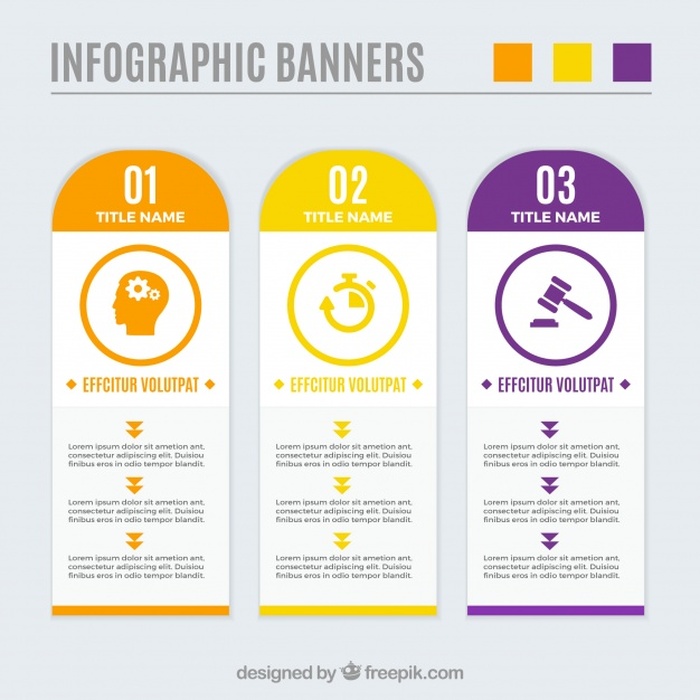 INFOGRAPHIC BANNERS
01
TITLE NAME
EFFCITUR VOLUTPAT
Lorem ipsum dolor sit ametion ant,
consectetur adipiscing elit. Duisiou
finibus eros in odio tempor blandit.
Lorem ipsum dolor sit ametion ant,
consectetur adipiscing elit. Duisiou
finibus eros in odio tempor blandit.
Lorem ipsum dolor sit ametion ant,
consectetur adipiscing elit. Duisiou
finibus eros in odio tempor blandit.
02
TITLE NAME
EFFCITUR VOLUTPAT
Lorem ipsum dolor sit ametion ant,
consectetur adipiscing elit. Duisiou
finibus eros in odio tempor blandit.
Lorem ipsum dolor sit ametion ant,
consectetur adipiscing elit. Duisiou
finibus eros in odio tempor blandit.
Lorem ipsum dolor sit ametion ant,
consectetur adipiscing elit. Duisiou
finibus eros in odio tempor blandit.
03
TITLE NAME
EFFCITUR VOLUTPAT
Lorem ipsum dolor sit ametion ant,
consectetur adipiscing elit. Duisiou
finibus eros in odio tempor blandit.
Lorem ipsum dolor sit ametion ant,
consectetur adipiscing elit. Duisiou
finibus eros in odio tempor blandit.
Lorem ipsum dolor sit ametion ant,
consectetur adipiscing elit. Duisiou
finibus eros in odio tempor blandit.
designed by freepik.com